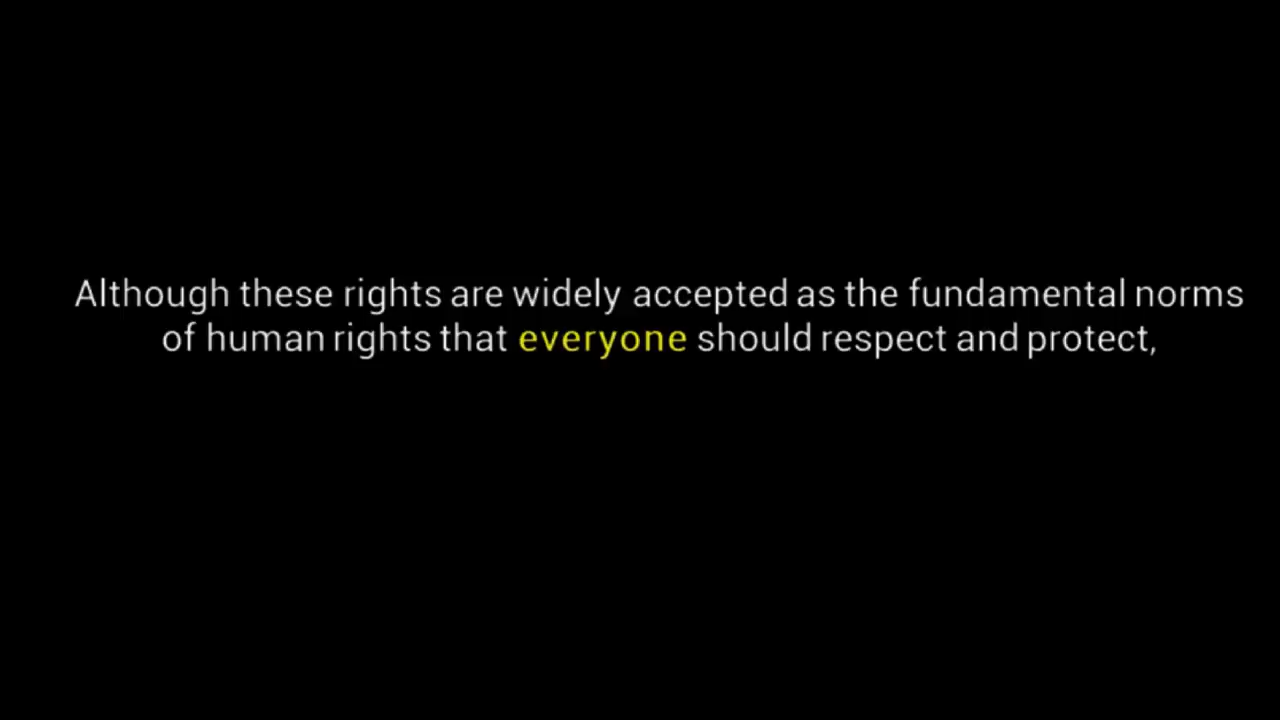 Although these rights are widely accepted as the fundamental norms
of human rights that everyone should respect and protect,